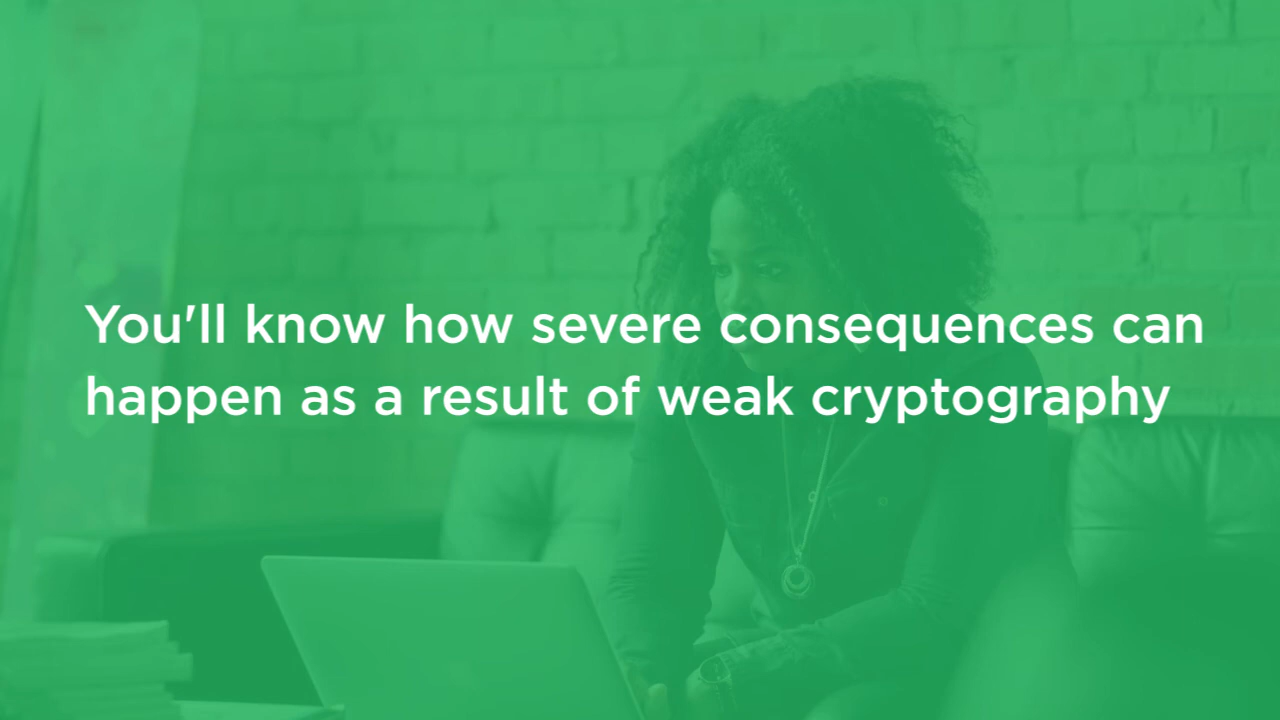 You'll know how severe consequences can
happen as a result of weak cryptography